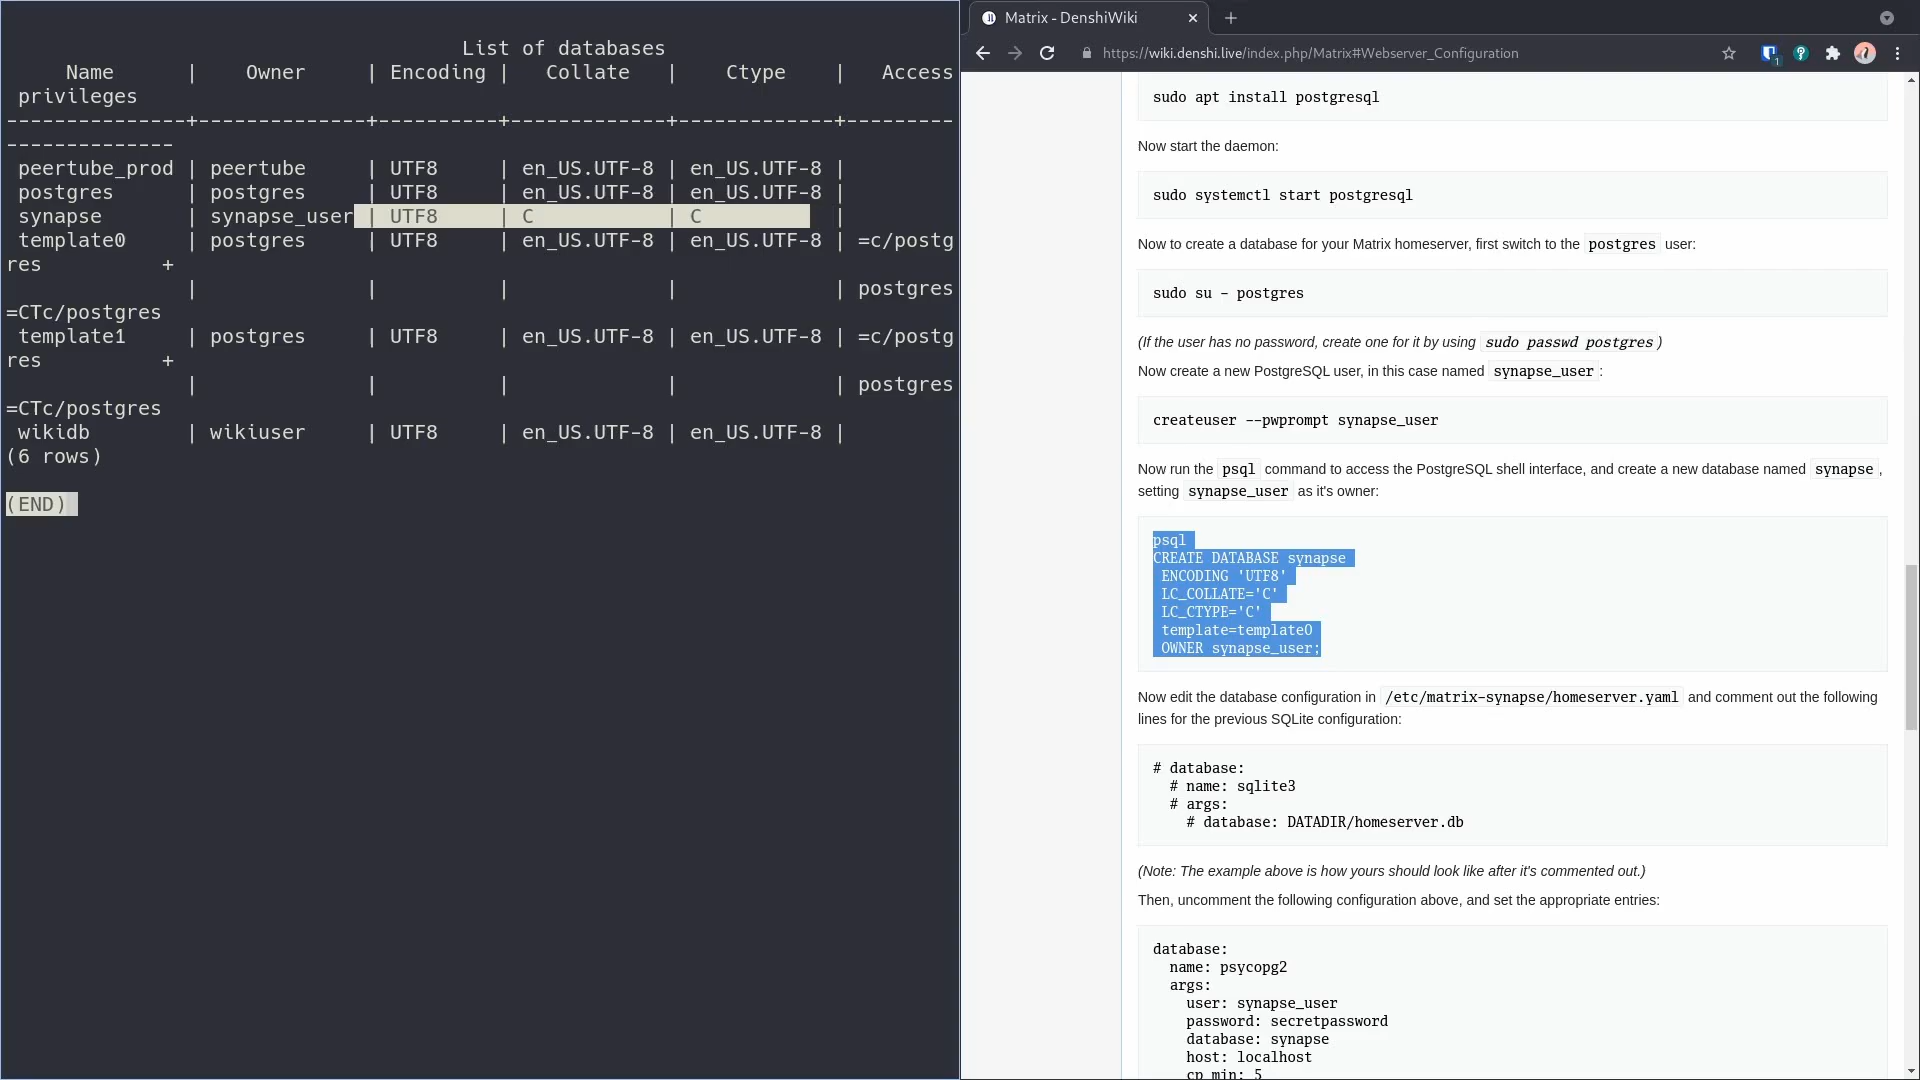 List of databases
     Name      |    Owner     | Encoding |   Collate   |    Ctype    |   Access
 privileges
---------------+--------------+----------+-------------+-------------+---------
--------------
 peertube_prod | peertube     | UTF8     | en_US.UTF-8 | en_US.UTF-8 |
 postgres      | postgres     | UTF8     | en_US.UTF-8 | en_US.UTF-8 |
 synapse       | synapse_user | UTF8     | C           | C           |
 template0     | postgres     | UTF8     | en_US.UTF-8 | en_US.UTF-8 | =c/postg
res          +
               |              |          |             |             | postgres
=CTc/postgres
 template1     | postgres     | UTF8     | en_US.UTF-8 | en_US.UTF-8 | =c/postg
res          +
               |              |          |             |             | postgres
=CTc/postgres
 wikidb        | wikiuser     | UTF8     | en_US.UTF-8 | en_US.UTF-8 |
(6 rows)
(END)
Matrix - DenshiWiki
https://wiki.denshi.live/index.php/Matrix#Webserver_Configuration
1
sudo apt install postgresql
Now start the daemon:
sudo systemctl start postgresql
Now to create a database for your Matrix homeserver, first switch to the postgres user:
sudo su - postgres
(If the user has no password, create one for it by using sudo passwd postgres )
Now create a new PostgreSQL user, in this case named synapse_user :
createuser --pwprompt synapse_user
Now run the psql command to access the PostgreSQL shell interface, and create a new database named synapse ,
setting synapse_user as it's owner:
psql
CREATE DATABASE synapse
 ENCODING 'UTF8'
 LC_COLLATE='C'
 LC_CTYPE='C'
 template=template0
 OWNER synapse_user;
Now edit the database configuration in /etc/matrix-synapse/homeserver.yaml and comment out the following
lines for the previous SQLite configuration:
# database:
  # name: sqlite3
  # args:
    # database: DATADIR/homeserver.db
(Note: The example above is how yours should look like after it's commented out.)
Then, uncomment the following configuration above, and set the appropriate entries:
database:
  name: psycopg2
  args:
    user: synapse_user
    password: secretpassword
    database: synapse
    host: localhost
    cp_min: 5